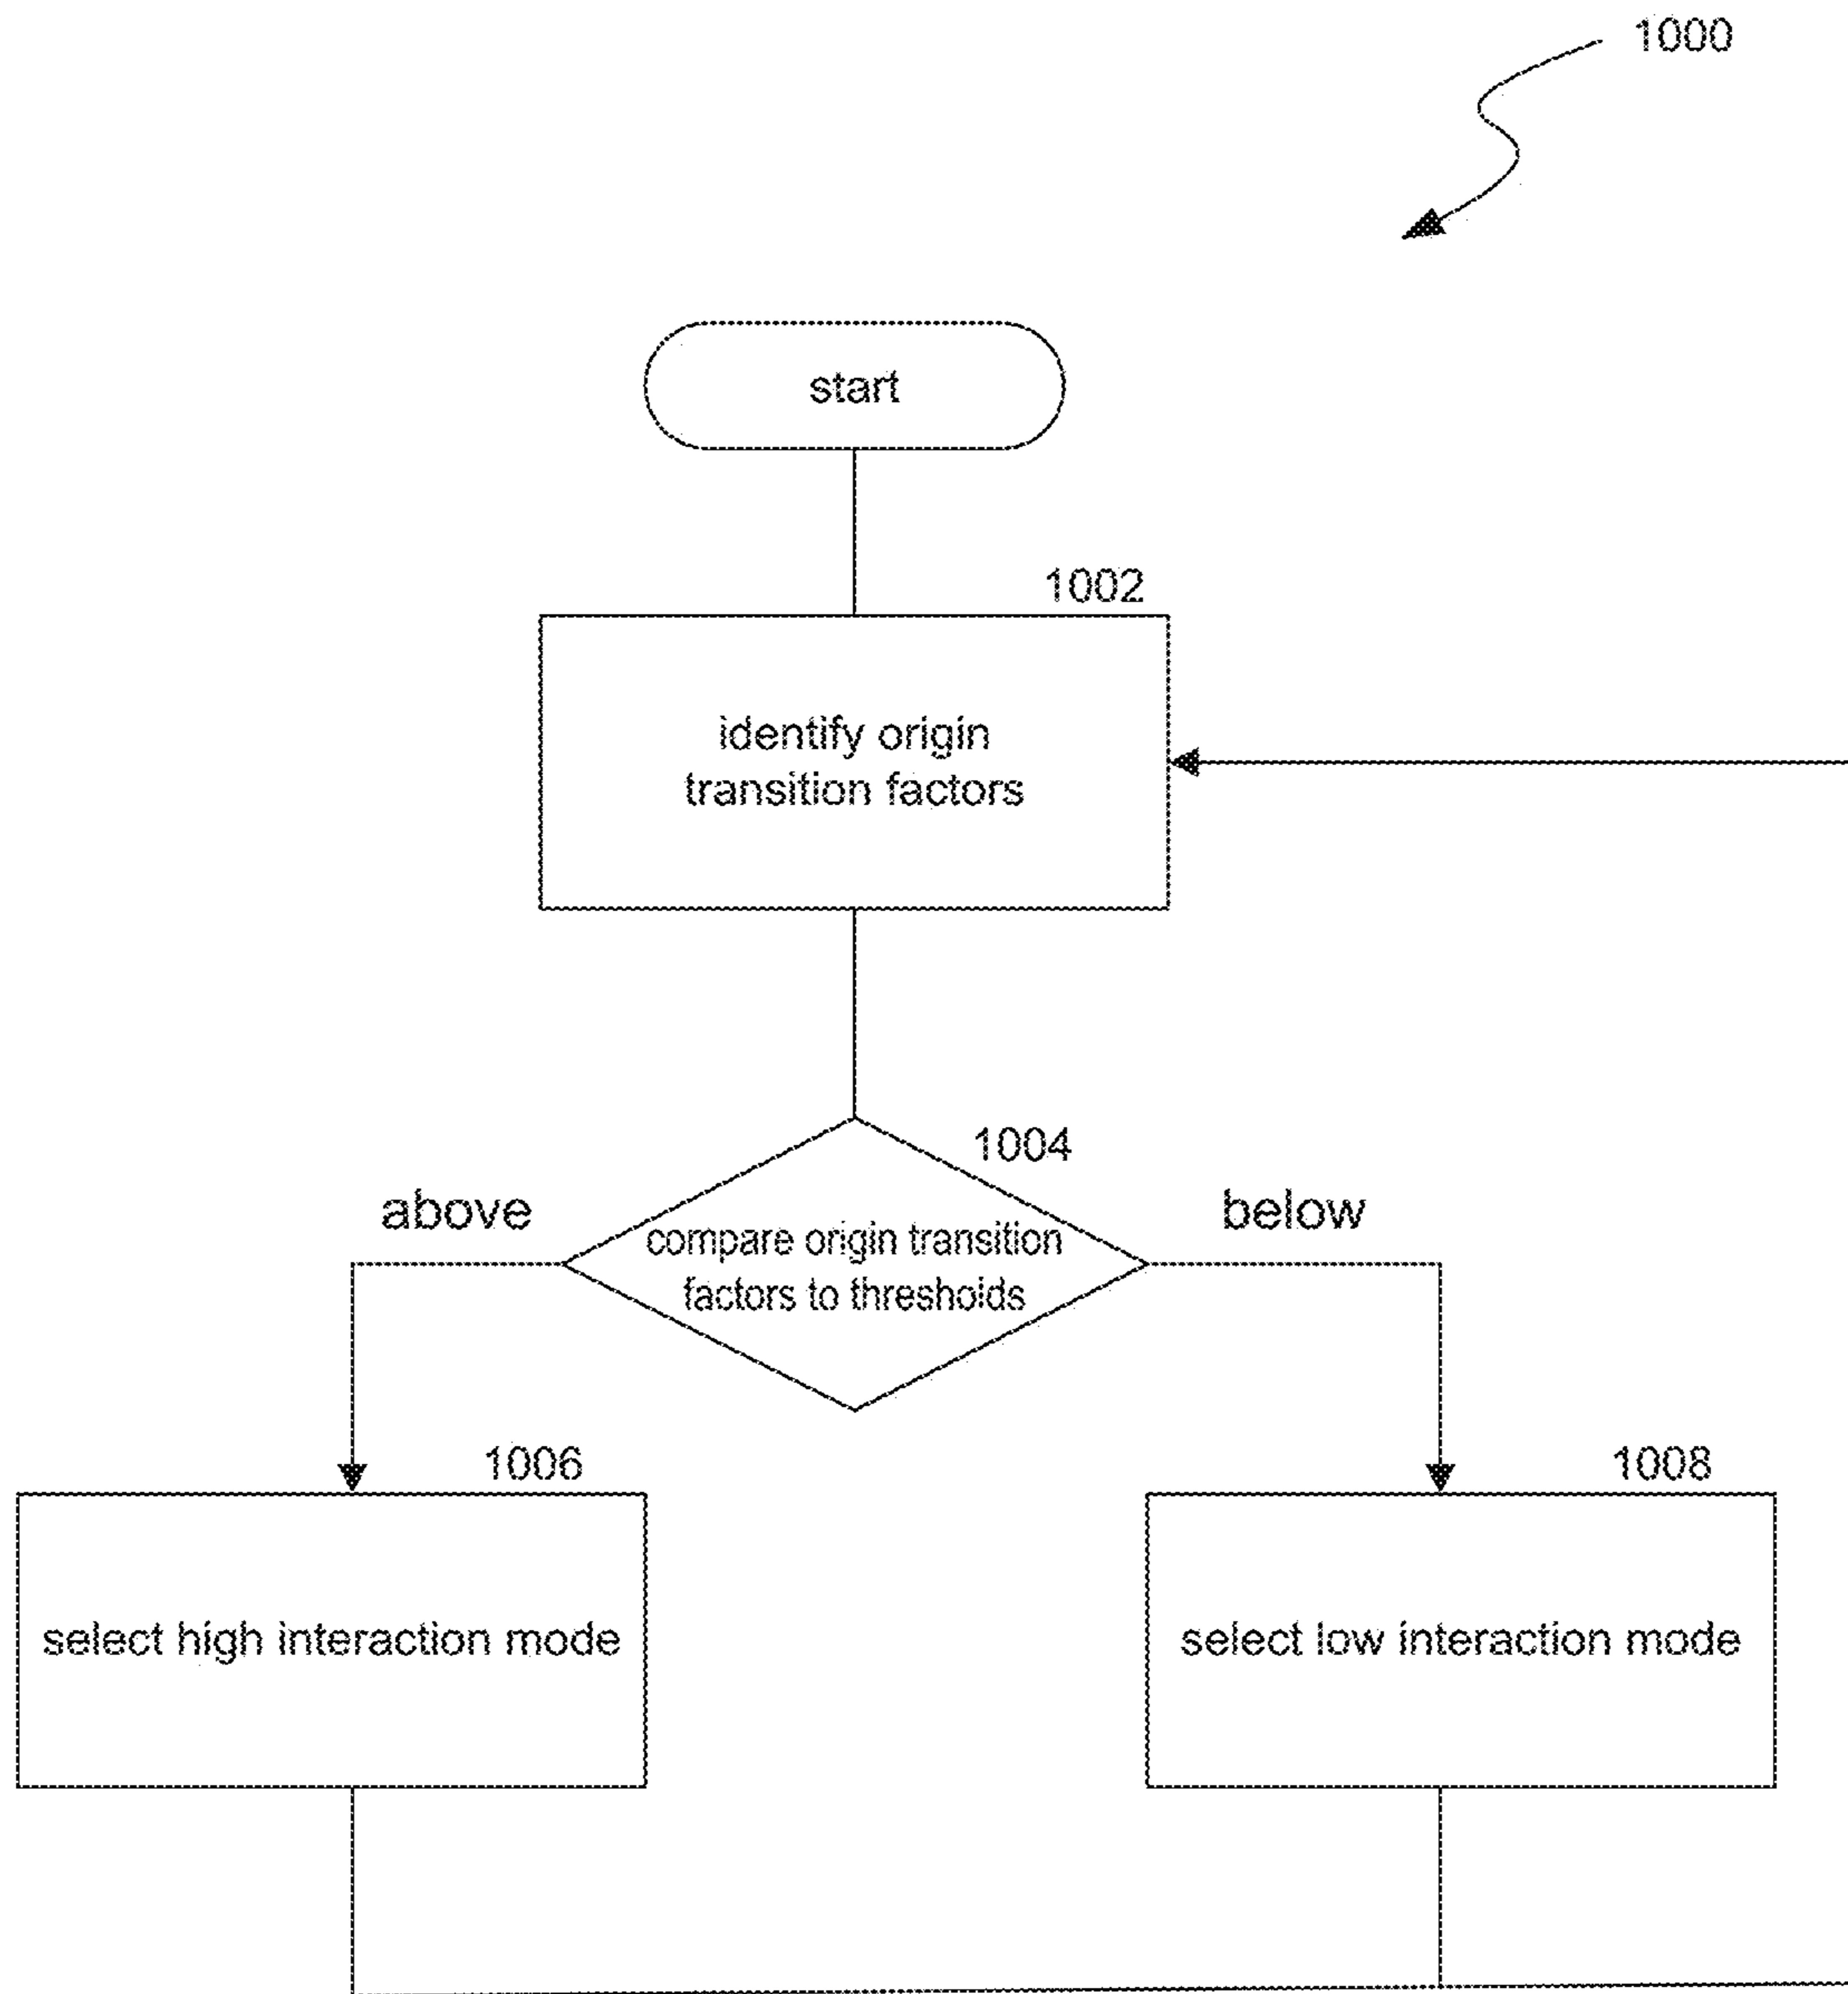 1000
start
1002
identify origin
transition factors
1004
above
below
compare origin transition
factors to thresholds
1006
1008
select high interaction mode
select low interaction mode